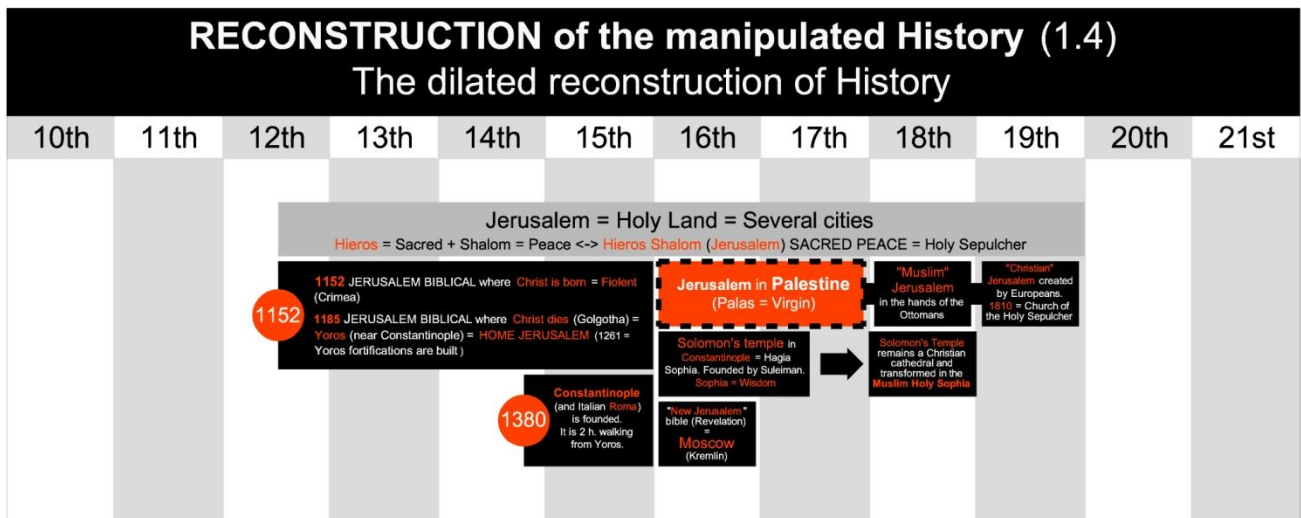 RECONSTRUCTION of the manipulated History (1.4)
The dilated reconstruction of History
10th 11th 12th 13th 14th 15th 16th 17th 18th 19th 20th 21st
Jerusalem = Holy Land = Several cities
Hieros = Sacred + Shalom = Peace <-> Hieros Shalom (Jerusalem) SACRED PEACE = Holy Sepulcher
1152
1152 JERUSALEM BIBLICAL where Christ is born = Fiolent
(Crimea)
1185 JERUSALEM BIBLICAL where Christ dies (Golgotha) =
Yoros (near Constantinople) = HOME JERUSALEM (1261 =
Yoros fortifications are built)
Jerusalem in Palestine
(Palas = Virgin)
"Muslim"
Jerusalem
in the hands of the
Ottomans
"Christian"
Jerusalem created
by Europeans.
1810 = Church of
the Holy Sepulcher
Solomon's temple in
Constantinople = Hagia
Sophia. Founded by Suleiman.
Sophia = Wisdom
Solomon's Temple
remains a Christian
cathedral and
transformed in the
Muslim Holy Sophia
1380
Constantinople
(and Italian Roma)
is founded.
It is 2 h. walking
from Yoros.
"New Jerusalem"
bible (Revelation)
=
Moscow
(Kremlin)